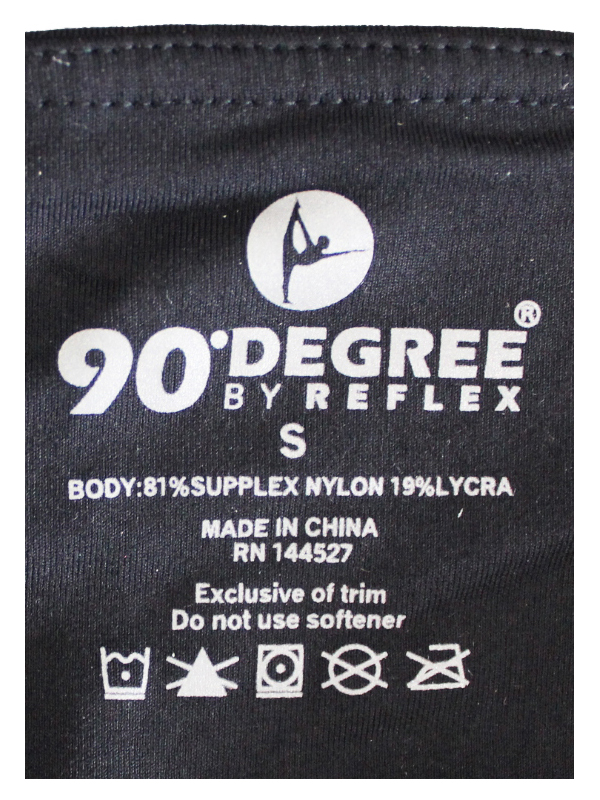 90°DEGREE®
BY REFLEX
S
BODY:81%SUPPLEX NYLON 19%LYCRA
MADE IN CHINA
RN 144527
Exclusive of trim
Do not use softener